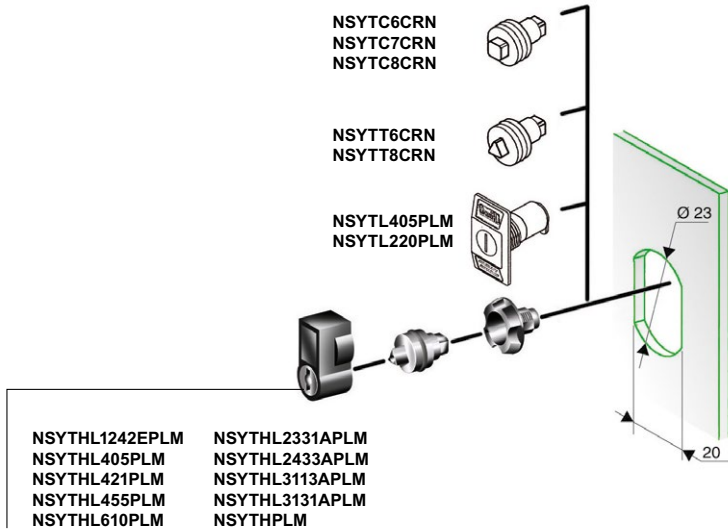 NSYTC6CRN
NSYTC7CRN
NSYTC8CRN
NSYTT6CRN
NSYTT8CRN
NSYTL405PLM
NSYTL220PLM
Ø 23
20
NSYTHL1242EPLM NSYTHL2331APLM
NSYTHL405PLM NSYTHL2433APLM
NSYTHL421PLM NSYTHL3113APLM
NSYTHL455PLM NSYTHL3131APLM
NSYTHL610PLM NSYTHPLM